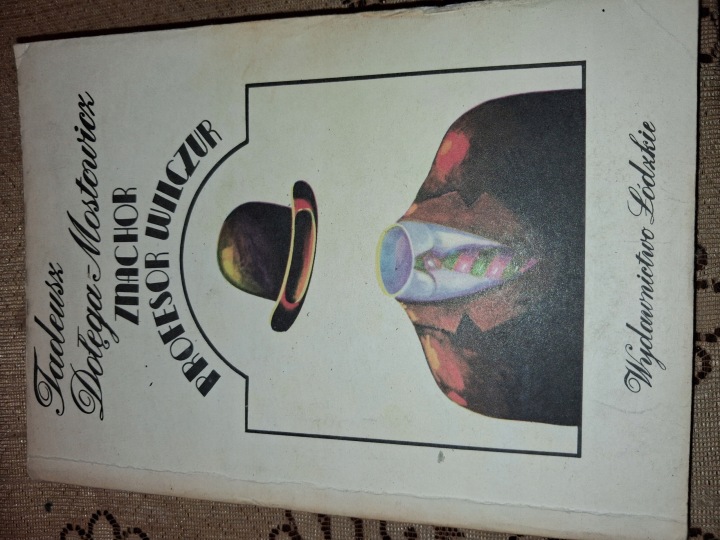 Tadeusz
Dołęga-Mostowicz
ZNACHOR
PROFESOR WILCZUR
Wydawnictwo Łódzkie